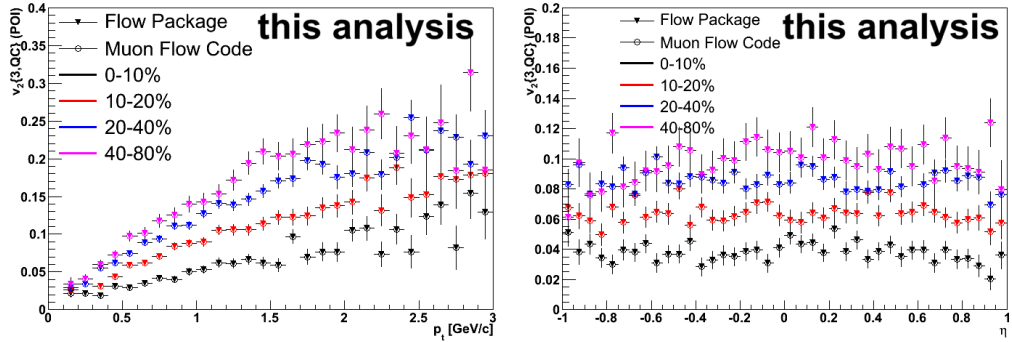 this analysis
v2{3,QC} (POI)
0.4
0.35
0.3
0.25
0.2
0.15
0.1
0.05
0
Flow Package
Muon Flow Code
0-10%
10-20%
20-40%
40-80%
0 0.5 1 1.5 2 2.5 3
pt [GeV/c]
this analysis
v2{3,QC} (POI)
0.2
0.18
0.16
0.14
0.12
0.1
0.08
0.06
0.04
0.02
0
Flow Package
Muon Flow Code
0-10%
10-20%
20-40%
40-80%
-1 -0.8 -0.6 -0.4 -0.2 0 0.2 0.4 0.6 0.8 1
η